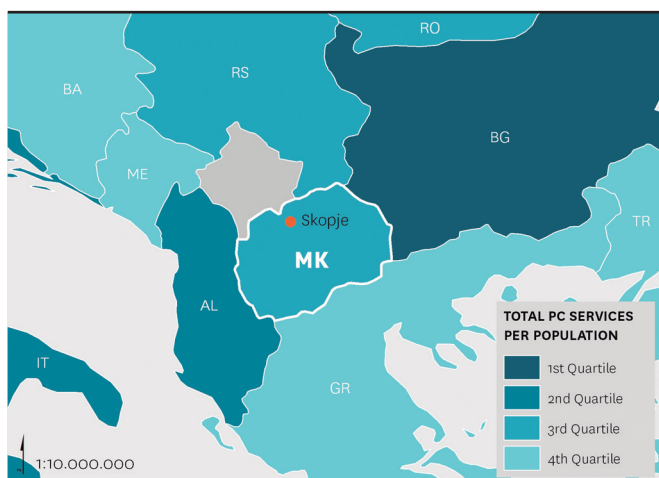 RO
RS
BA
BG
ME
TR
Skopje
MK
AL
IT
GR
TOTAL PC SERVICES
PER POPULATION
1st Quartile
2nd Quartile
3rd Quartile
4th Quartile
1:10.000.000